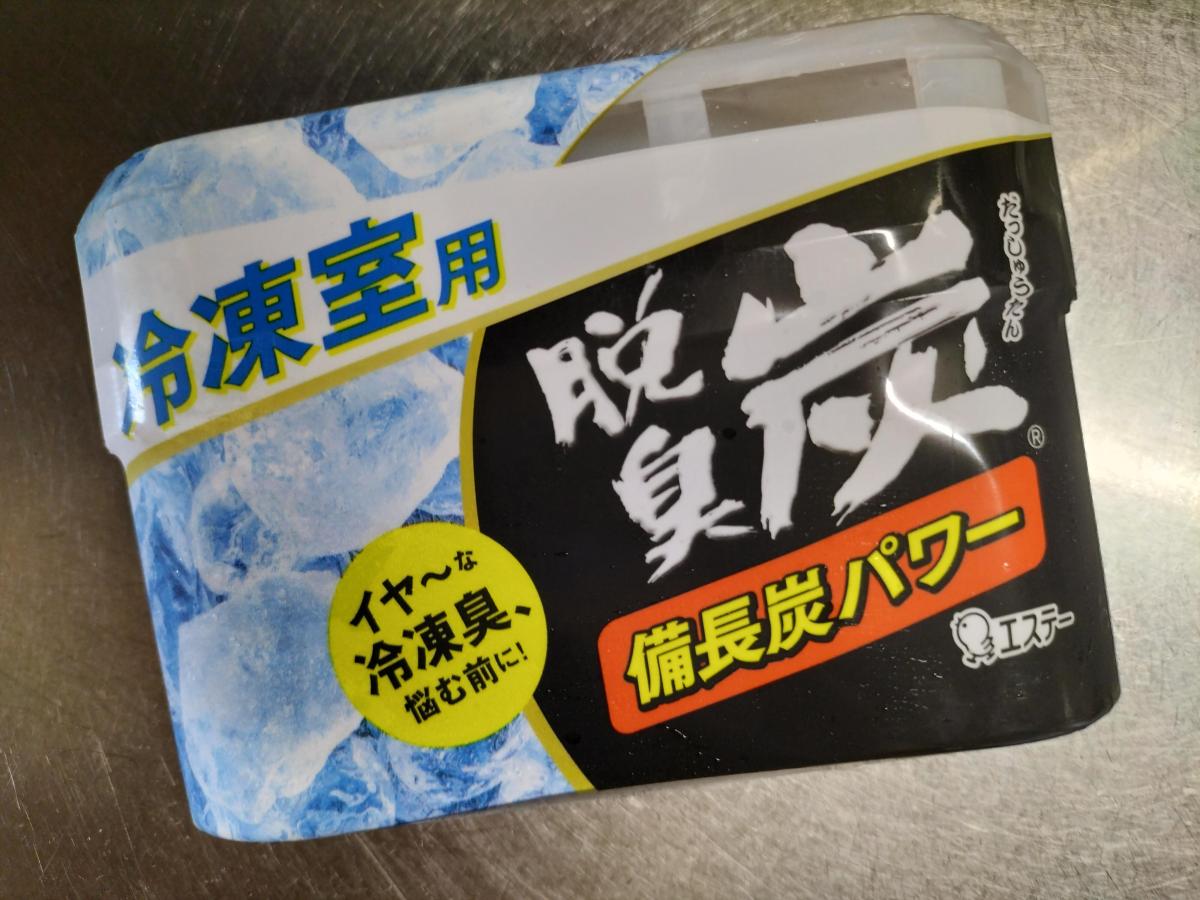 冷凍室用
脱臭炭
だっしゅうたん
®
備長炭パワー
イヤ〜な
冷凍臭、
悩む前に!
エステー